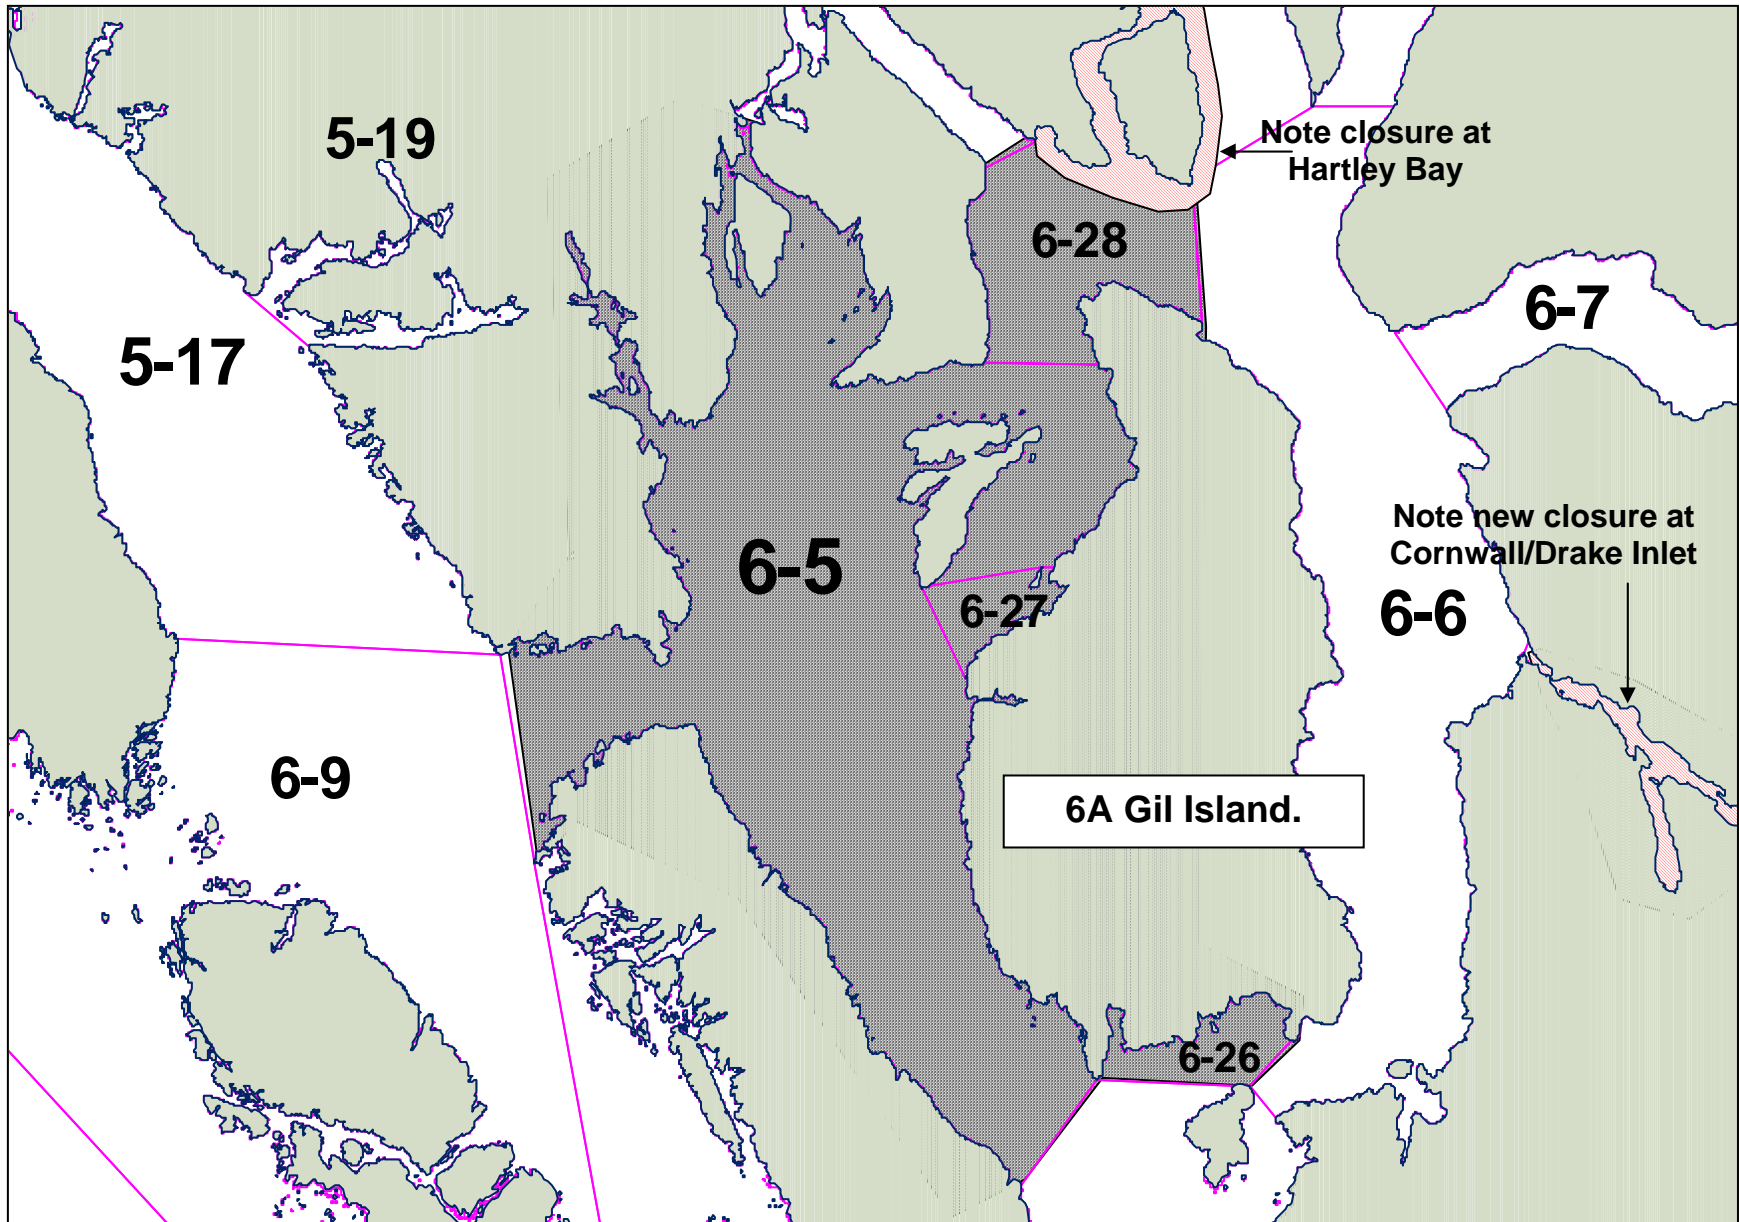 5-19
Note closure at
Hartley Bay
6-28
6-7
5-17
Note new closure at
Cornwall/Drake Inlet
6-5
6-27
6-6
6-9
6A Gil Island.
6-26